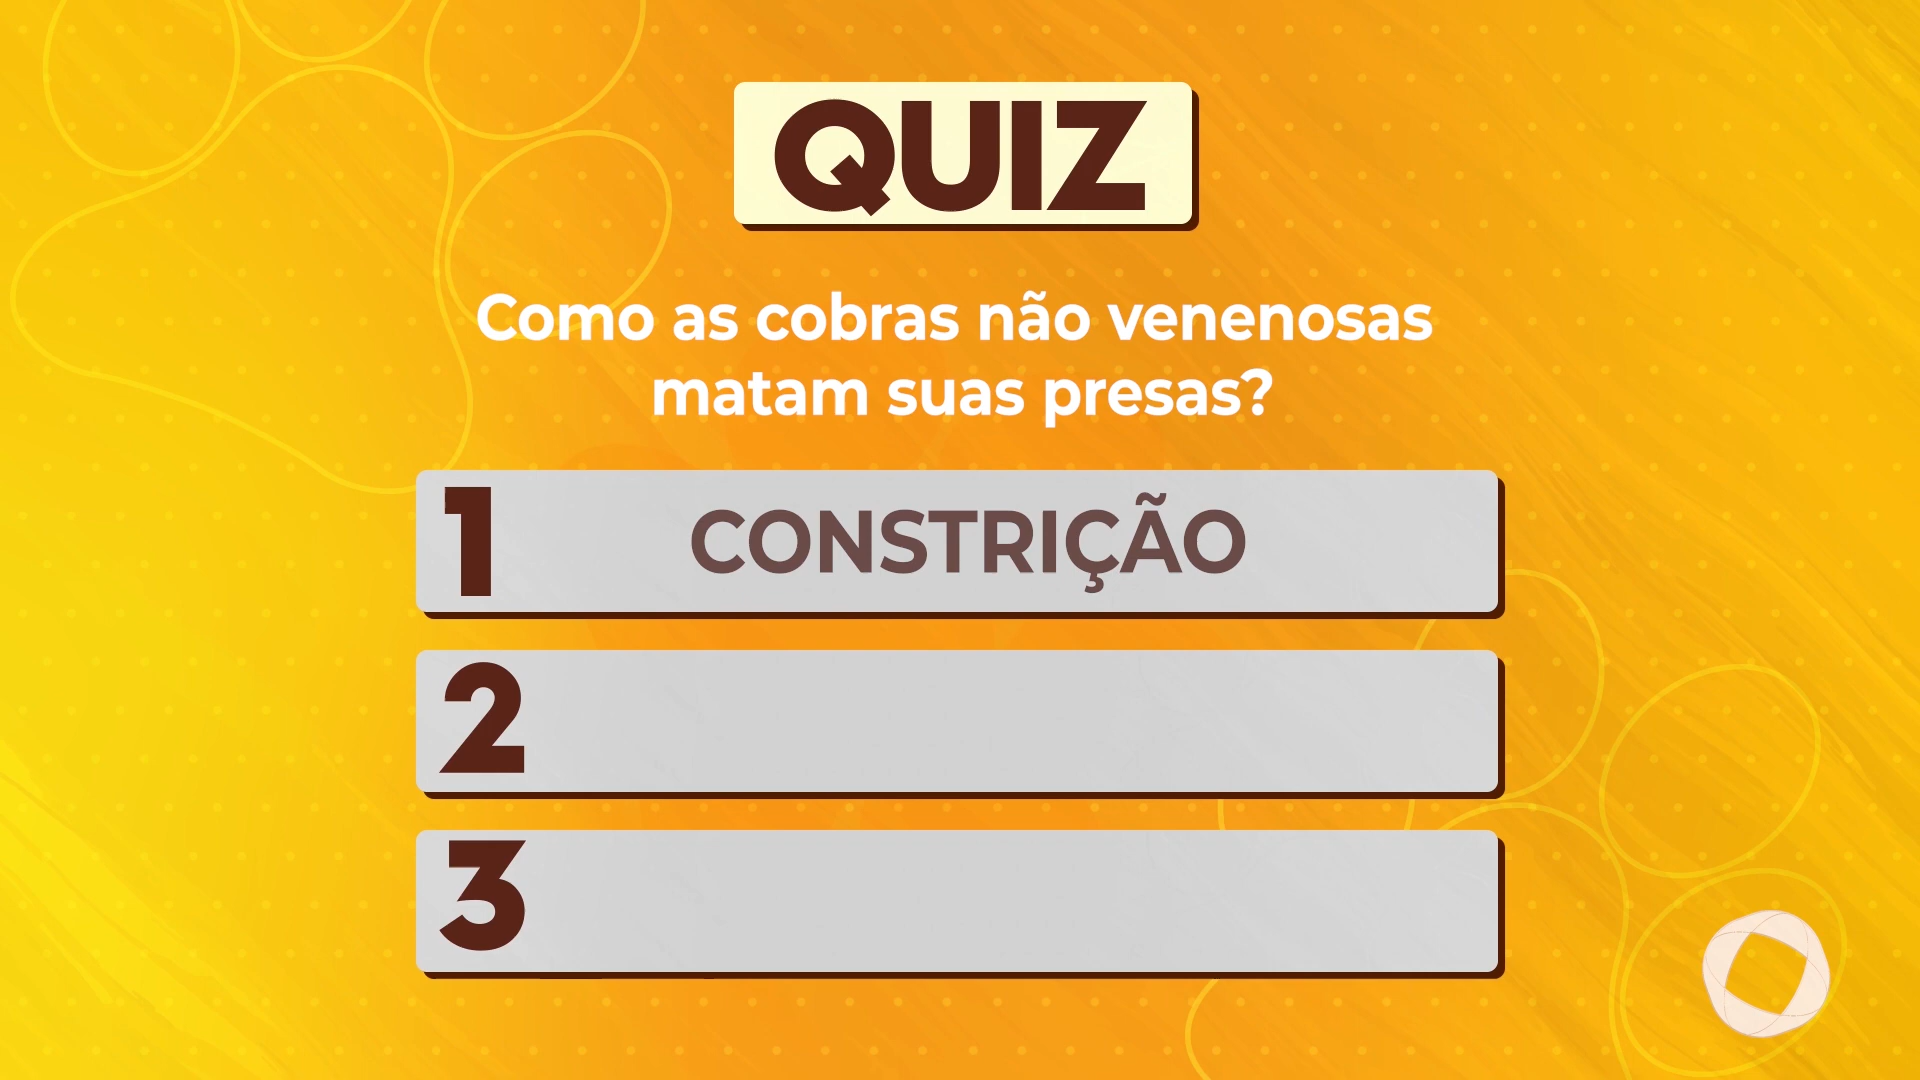 QUIZ
Como as cobras não venenosas
matam suas presas?
1 CONSTRIÇÃO
2
3